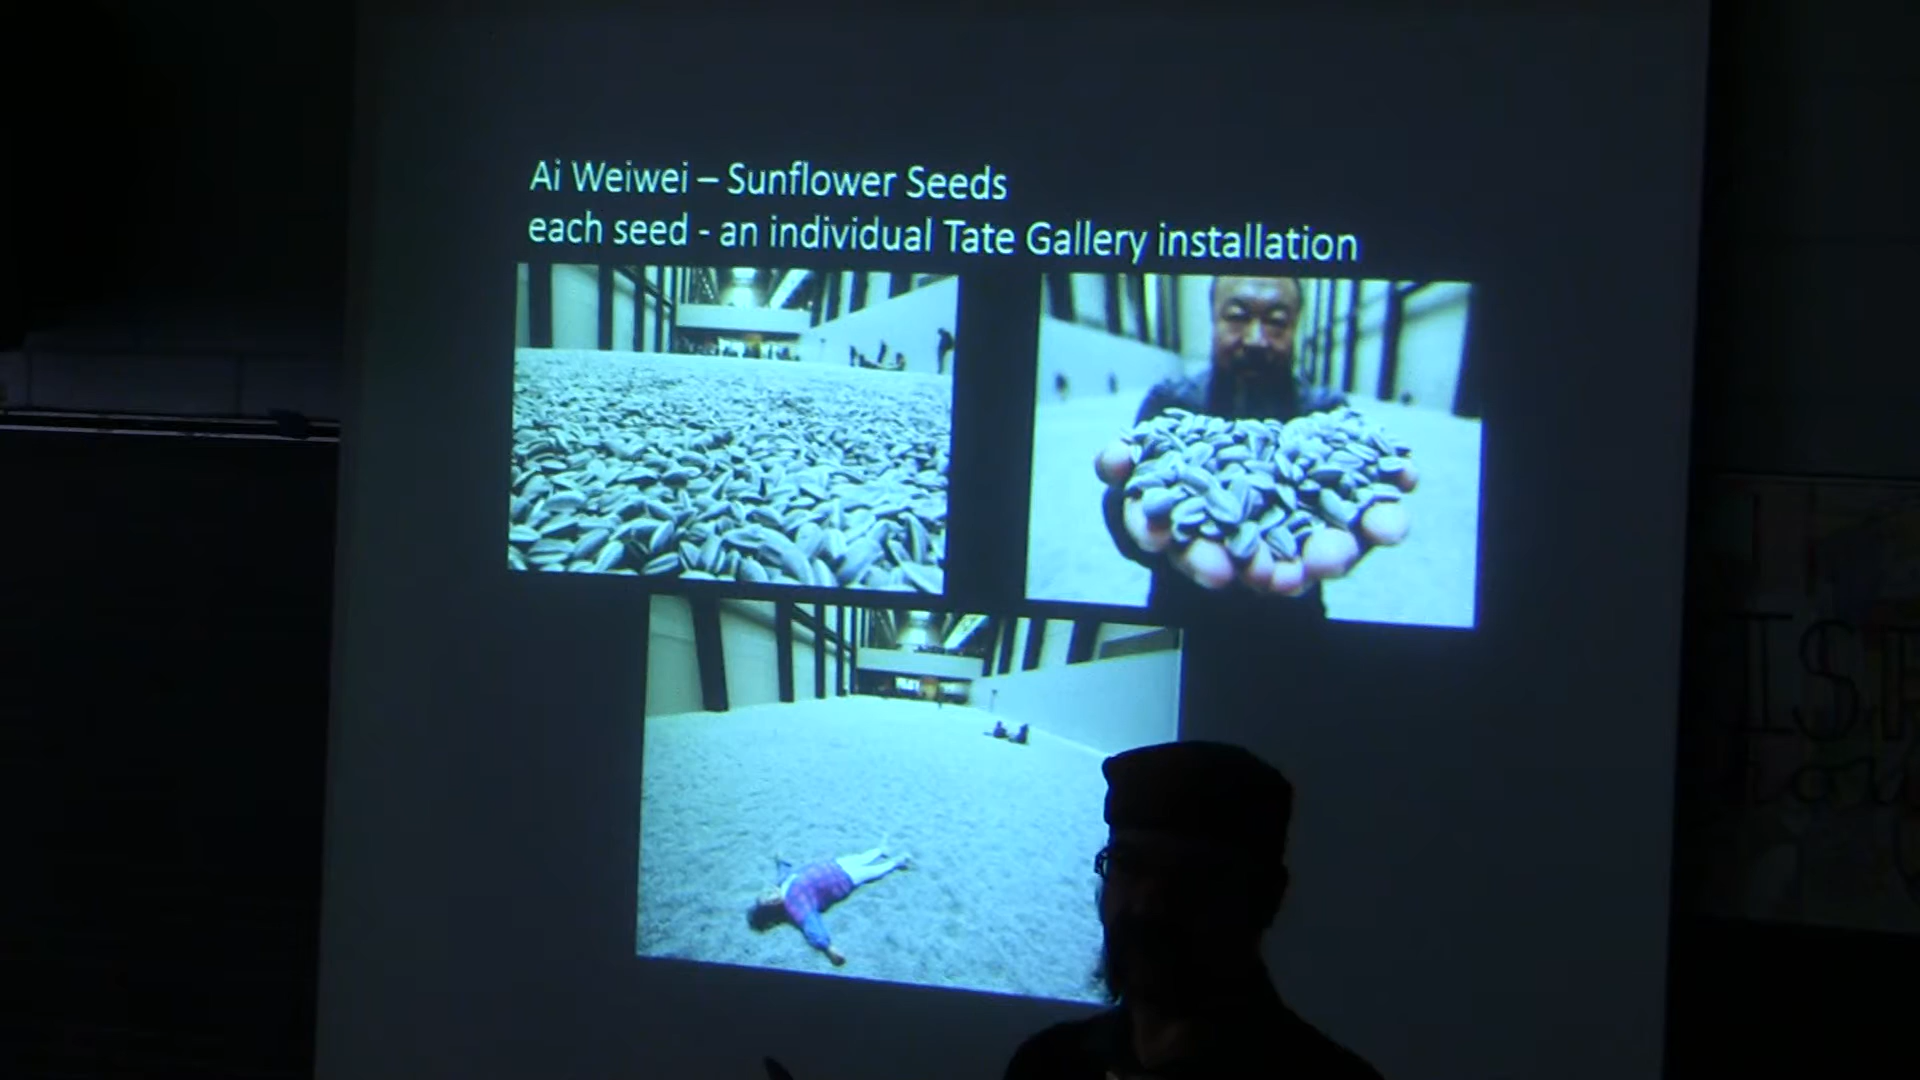 Ai Weiwei – Sunflower Seeds
each seed - an individual Tate Gallery installation